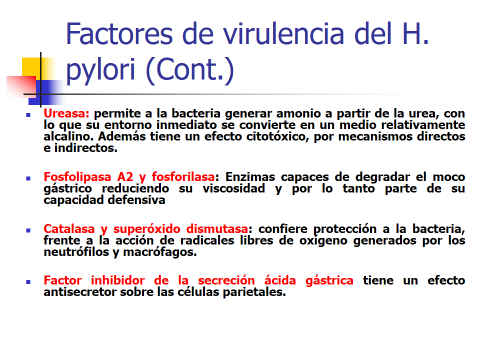 Factores de virulencia del H.
pylori (Cont.)
Ureasa: permite a la bacteria generar amonio a partir de la urea, con
lo que su entorno inmediato se convierte en un medio relativamente
alcalino. Además tiene un efecto citotóxico, por mecanismos directos
e indirectos.
Fosfolipasa A2 y fosforilasa: Enzimas capaces de degradar el moco
gástrico reduciendo su viscosidad y por lo tanto parte de su
capacidad defensiva
Catalasa y superóxido dismutasa: confiere protección a la bacteria,
frente a la acción de radicales libres de oxígeno generados por los
neutrófilos y macrófagos.
Factor inhibidor de la secreción ácida gástrica tiene un efecto
antisecretor sobre las células parietales.